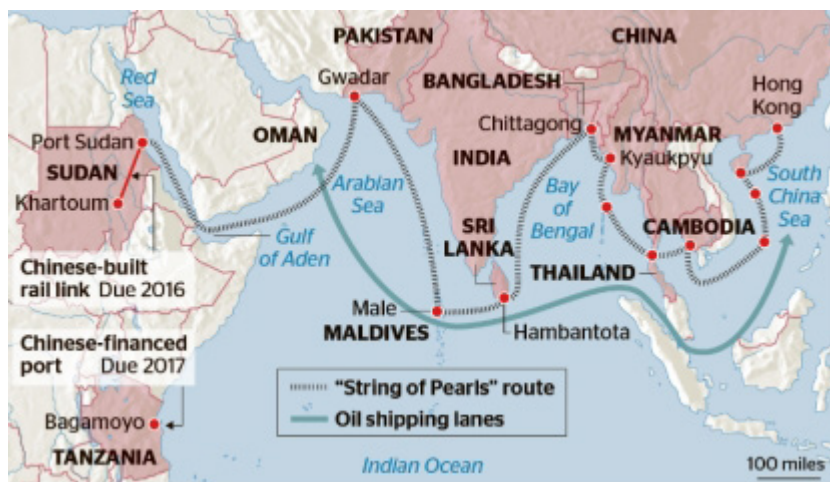 PAKISTAN
CHINA
Gwadar
BANGLADESH
Hong
Kong
Red
Sea
Chittagong
MYANMAR
Port Sudan
OMAN
INDIA
Kyaukpyu
SUDAN
Arabian
Sea
Bay
of
Bengal
South
China
Sea
Khartoum
SRI
LANKA
CAMBODIA
Gulf
of Aden
THAILAND
Chinese-built
rail link Due 2016
Male
MALDIVES
Hambantota
Chinese-financed
port Due 2017
"String of Pearls" route
Oil shipping lanes
Bagamoyo
TANZANIA
Indian Ocean
100 miles